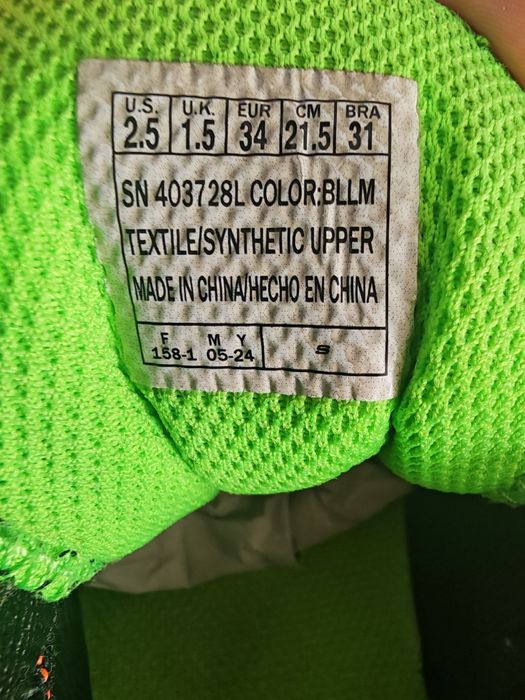 U.S. U.K. EUR CM BRA
2.5 1.5 34 21.5 31
SN 403728L COLOR:BLLM
TEXTILE/SYNTHETIC UPPER
MADE IN CHINA/HECHO EN CHINA
F M Y
158-1 05-24 S